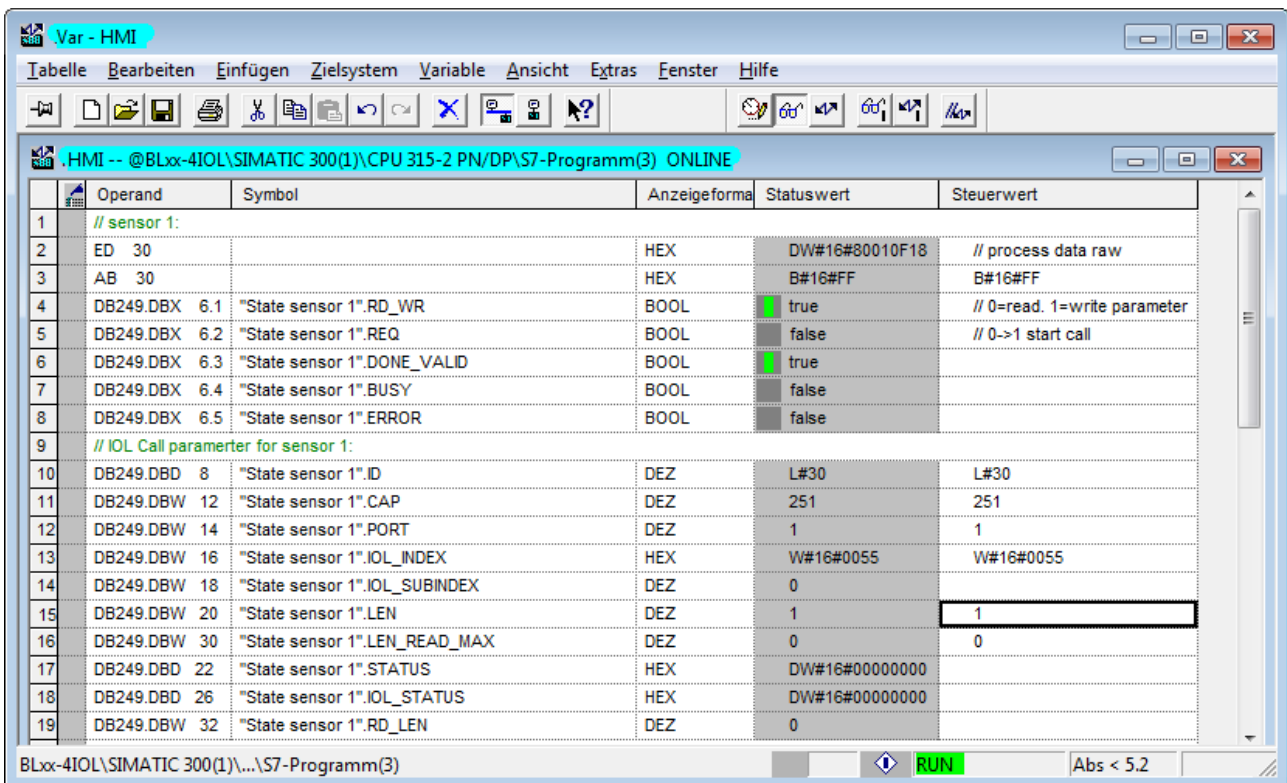 .Var - HMI
Tabelle Bearbeiten Einfügen Zielsystem Variable Ansicht Extras Fenster Hilfe
.HMI -- @BLxx-4IOL\SIMATIC 300(1)\CPU 315-2 PN/DP\S7-Programm(3) ONLINE
Operand Symbol Anzeigeforma Statuswert Steuerwert
1 // sensor 1:
2 ED 30 HEX DW#16#80010F18 // process data raw
3 AB 30 HEX B#16#FF B#16#FF
4 DB249.DBX 6.1 "State sensor 1".RD_WR BOOL true // 0=read. 1=write parameter
5 DB249.DBX 6.2 "State sensor 1".REQ BOOL false // 0->1 start call
6 DB249.DBX 6.3 "State sensor 1".DONE_VALID BOOL true
7 DB249.DBX 6.4 "State sensor 1".BUSY BOOL false
8 DB249.DBX 6.5 "State sensor 1".ERROR BOOL false
9 // IOL Call paramerter for sensor 1:
10 DB249.DBD 8 "State sensor 1".ID DEZ L#30 L#30
11 DB249.DBW 12 "State sensor 1".CAP DEZ 251 251
12 DB249.DBW 14 "State sensor 1".PORT DEZ 1 1
13 DB249.DBW 16 "State sensor 1".IOL_INDEX HEX W#16#0055 W#16#0055
14 DB249.DBW 18 "State sensor 1".IOL_SUBINDEX DEZ 0
15 DB249.DBW 20 "State sensor 1".LEN DEZ 1 1
16 DB249.DBW 30 "State sensor 1".LEN_READ_MAX DEZ 0 0
17 DB249.DBD 22 "State sensor 1".STATUS HEX DW#16#00000000
18 DB249.DBD 26 "State sensor 1".IOL_STATUS HEX DW#16#00000000
19 DB249.DBW 32 "State sensor 1".RD_LEN DEZ 0
BLxx-4IOL\SIMATIC 300(1)\...\S7-Programm(3) RUN Abs < 5.2